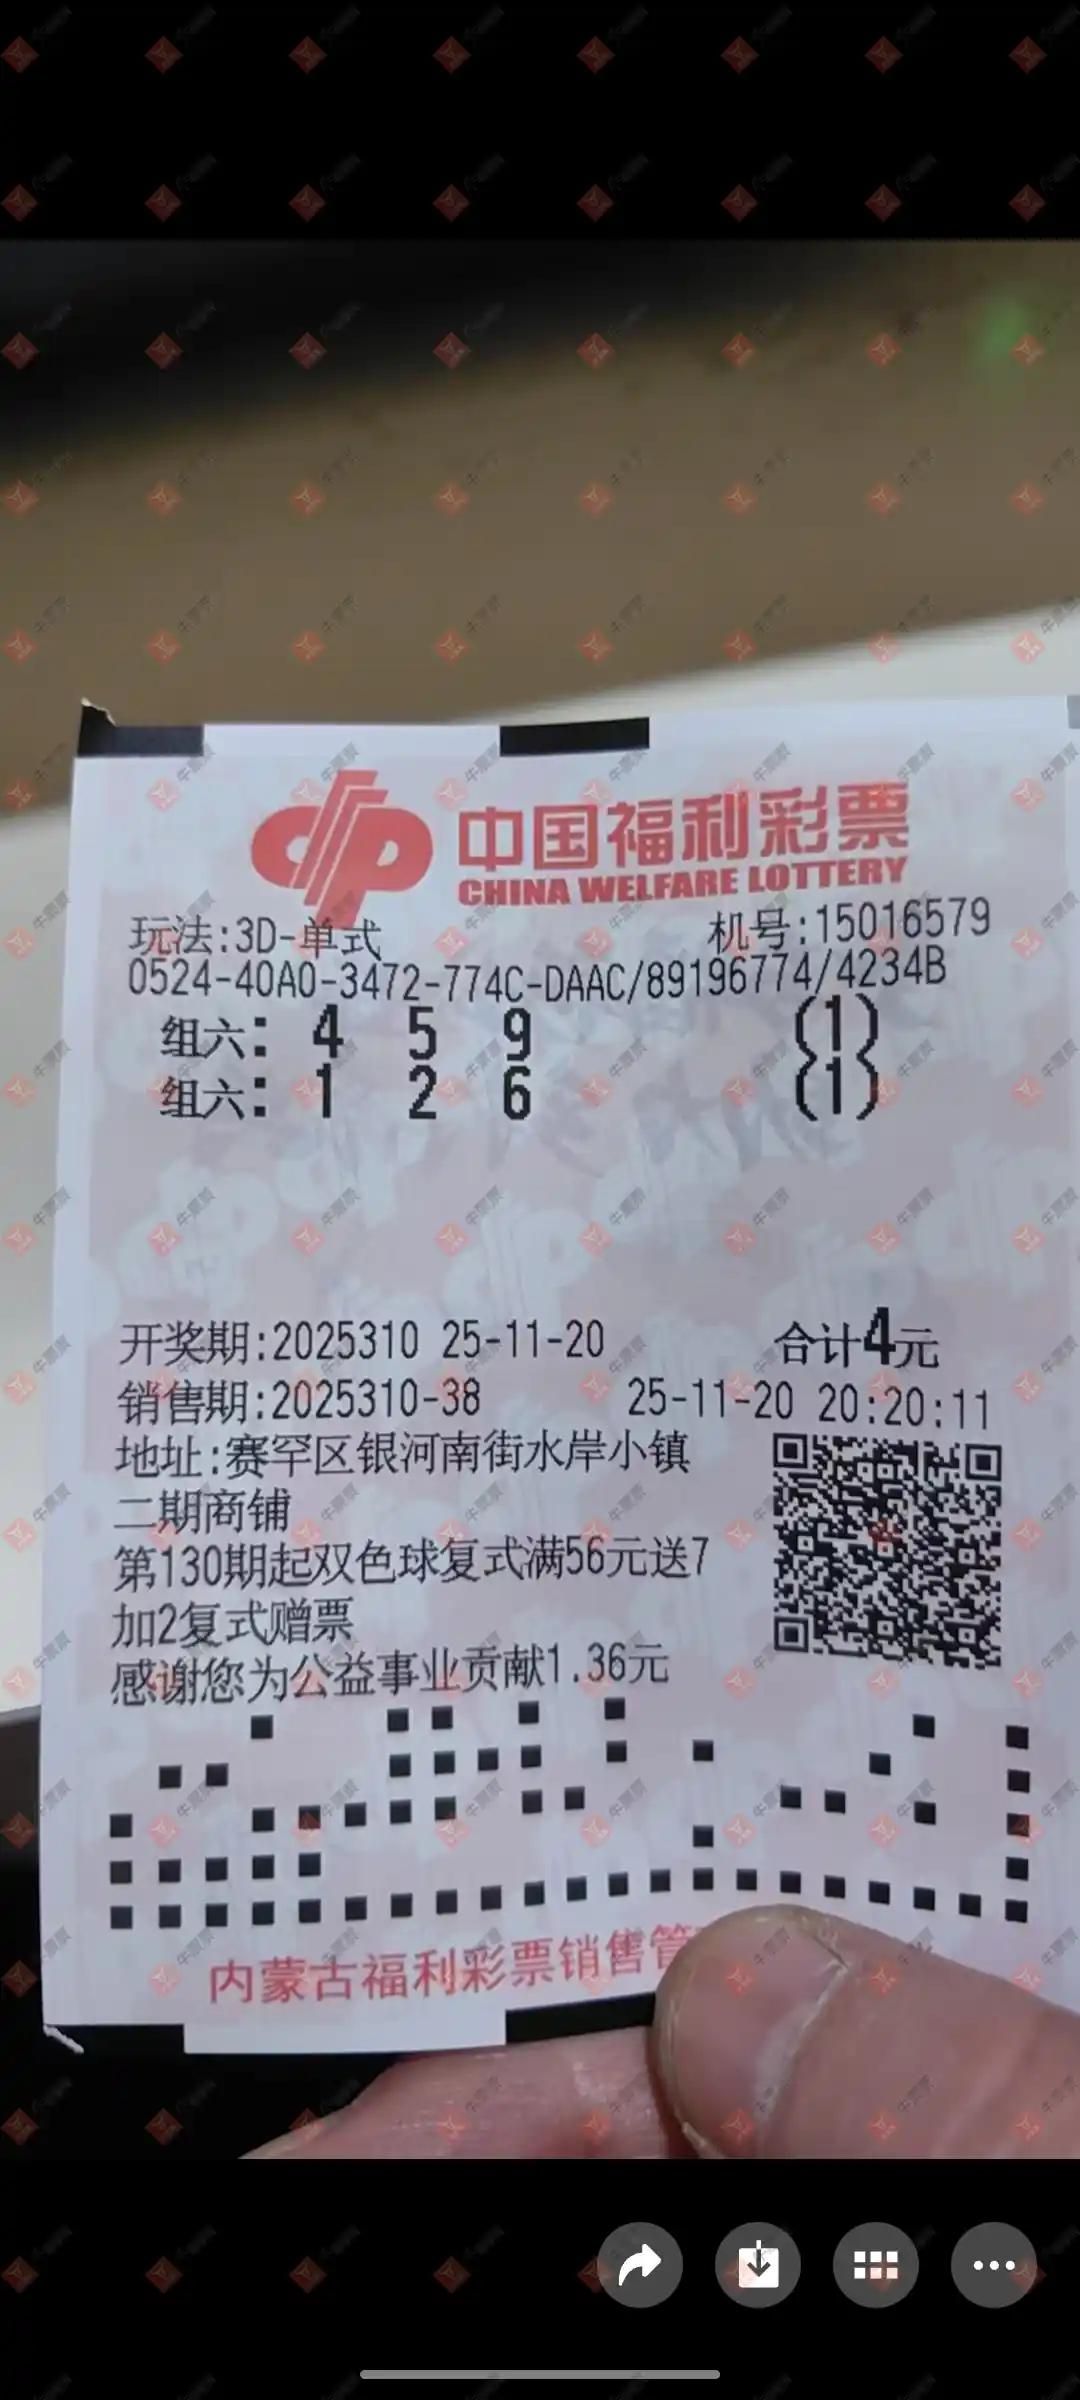 中国福利彩票
CHINA WELFARE LOTTERY
玩法:3D-单式 机号:15016579
0524-40A0-3472-774C-DAAC/89196774/4234B
组六: 4 5 9 (1)
组六: 1 2 6 (1)
开奖期:2025310 25-11-20 合计4元
销售期:2025310-38 25-11-20 20:20:11
地址:赛罕区银河南街水岸小镇
二期商铺
第130期起双色球复式满56元送7
加2复式赠票
感谢您为公益事业贡献1.36元
内蒙古福利彩票销售管